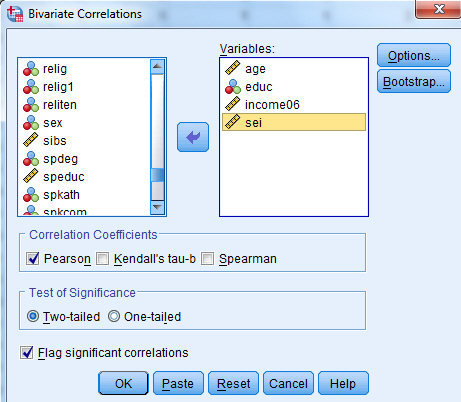 Bivariate Correlations
X
Variables:
relig
relig1
reliten
sex
sibs
spdeg
speduc
spkath
spkcom
age
educ
income06
sei
Options...
Bootstrap...
Correlation Coefficients
Pearson Kendall's tau-b Spearman
Test of Significance
Two-tailed One-tailed
Flag significant correlations
OK Paste Reset Cancel Help